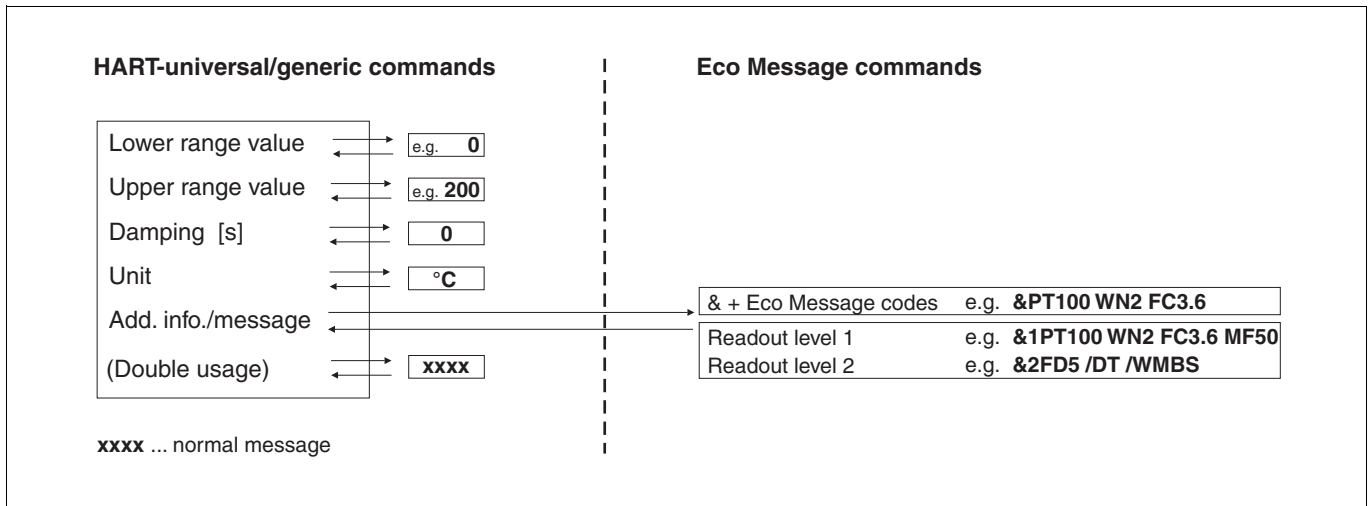 HART-universal/generic commands
Eco Message commands
Lower range value e.g. 0
Upper range value e.g. 200
Damping [s] 0
Unit °C
Add. info./message
& + Eco Message codes e.g. &PT100 WN2 FC3.6
Readout level 1 e.g. &1PT100 WN2 FC3.6 MF50
Readout level 2 e.g. &2FD5 /DT /WMBS
(Double usage) xxxx
xxxx ... normal message